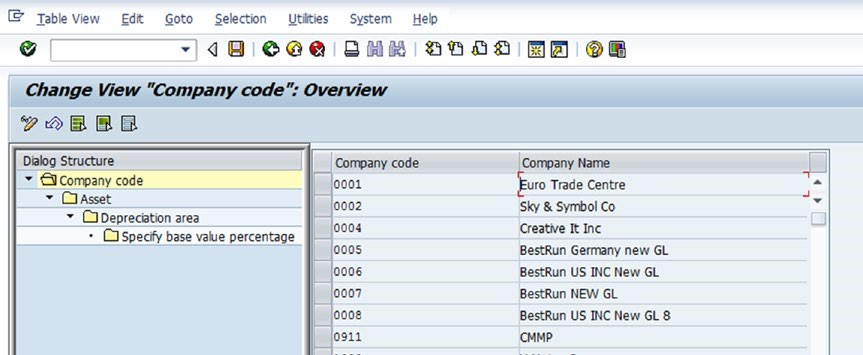 Table View Edit Goto Selection Utilities System Help
Change View "Company code": Overview
Dialog Structure
Company code
Asset
Depreciation area
Specify base value percentage
Company code Company Name
0001 Euro Trade Centre
0002 Sky & Symbol Co
0004 Creative It Inc
0005 BestRun Germany new GL
0006 BestRun US INC New GL
0007 BestRun NEW GL
0008 BestRun US INC New GL 8
0911 CMMP